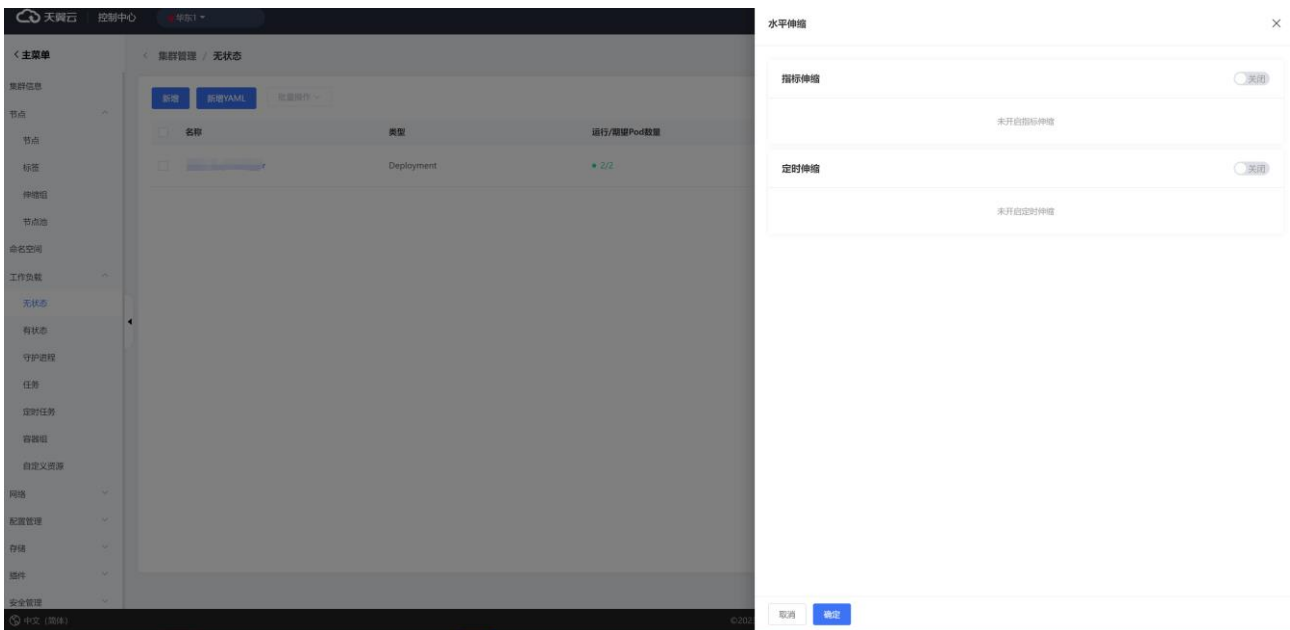 天翼云 控制中心 华东1
主菜单
集群信息
节点
节点
标签
伸缩组
节点池
命名空间
工作负载
无状态
有状态
守护进程
任务
定时任务
容器组
自定义资源
网络
配置管理
存储
插件
安全管理
中文（简体）
集群管理 / 无状态
新增 新增YAML 批量操作
名称 类型 运行/期望Pod数量
Deployment 2/2
©202
水平伸缩
指标伸缩 关闭
未开启指标伸缩
定时伸缩 关闭
未开启定时伸缩
取消 确定